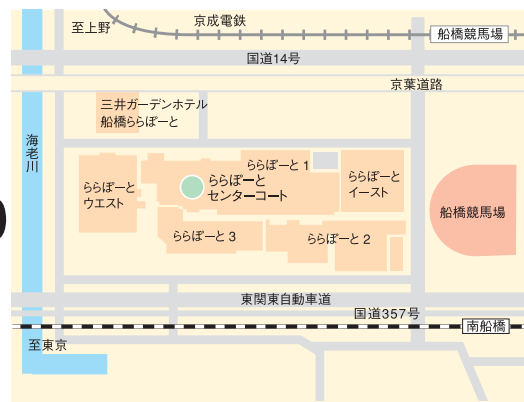 京成電鉄
至上野
船橋競馬場
国道14号
京葉道路
三井ガーデンホテル
船橋ららぽーと
海老川
ららぽーと 1
ららぽーと
ウエスト
ららぽーと
センターコート
ららぽーと
イースト
船橋競馬場
ららぽーと 3
ららぽーと 2
東関東自動車道
国道357号
南船橋
至東京